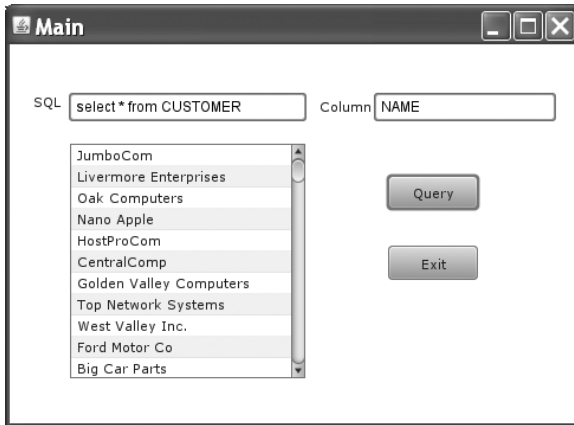 Main
SQL select * from CUSTOMER Column NAME
JumboCom
Livermore Enterprises
Oak Computers
Nano Apple
HostProCom
CentralComp
Golden Valley Computers
Top Network Systems
West Valley Inc.
Ford Motor Co
Big Car Parts
Query
Exit